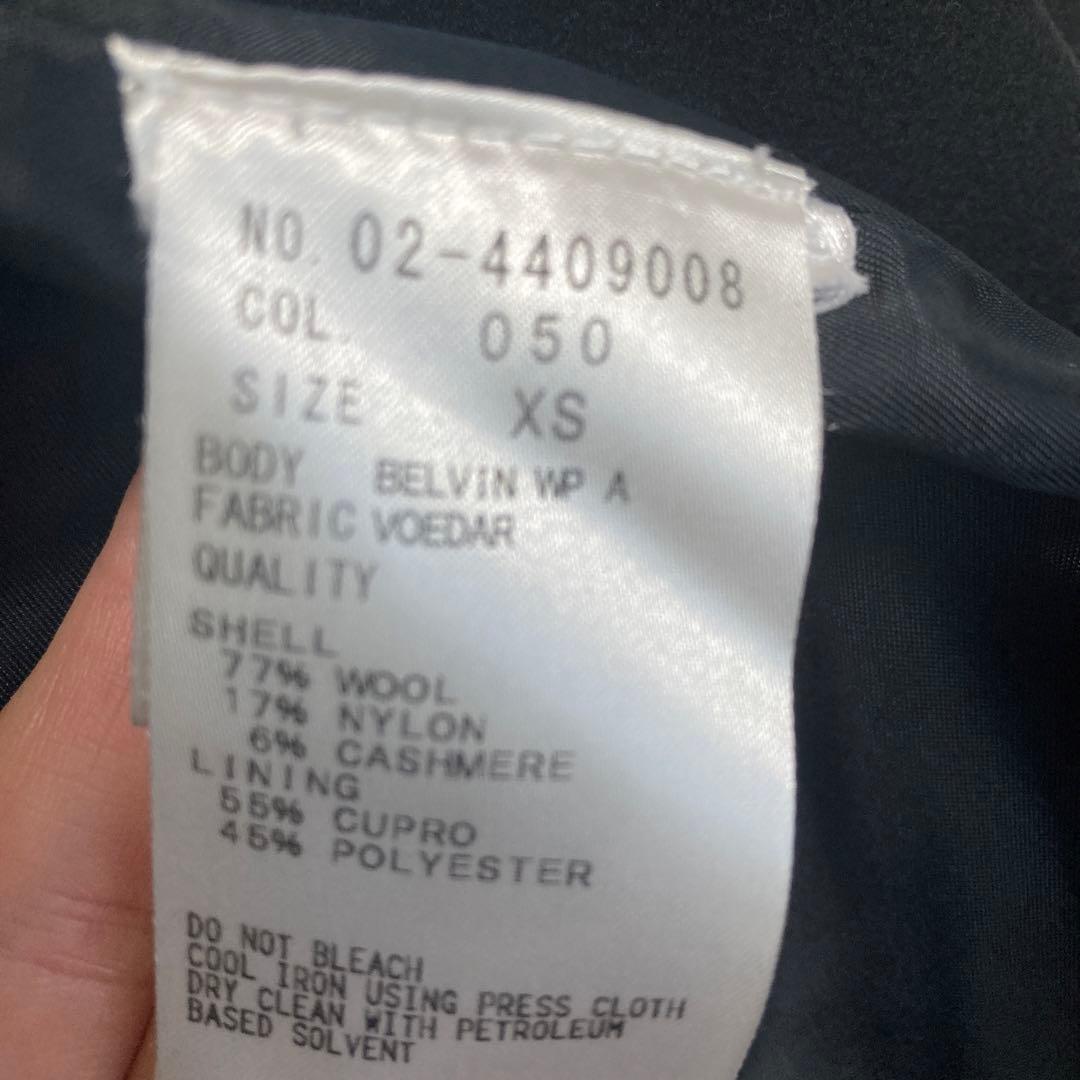 NO. 02-4409008
COL. 050
SIZE XS
BODY BELVIN WP A
FABRIC VOEDAR
QUALITY
SHELL
77% WOOL
17% NYLON
6% CASHMERE
LINING
55% CUPRO
45% POLYESTER
DO NOT BLEACH
COOL IRON USING PRESS CLOTH
DRY CLEAN WITH PETROLEUM
BASED SOLVENT